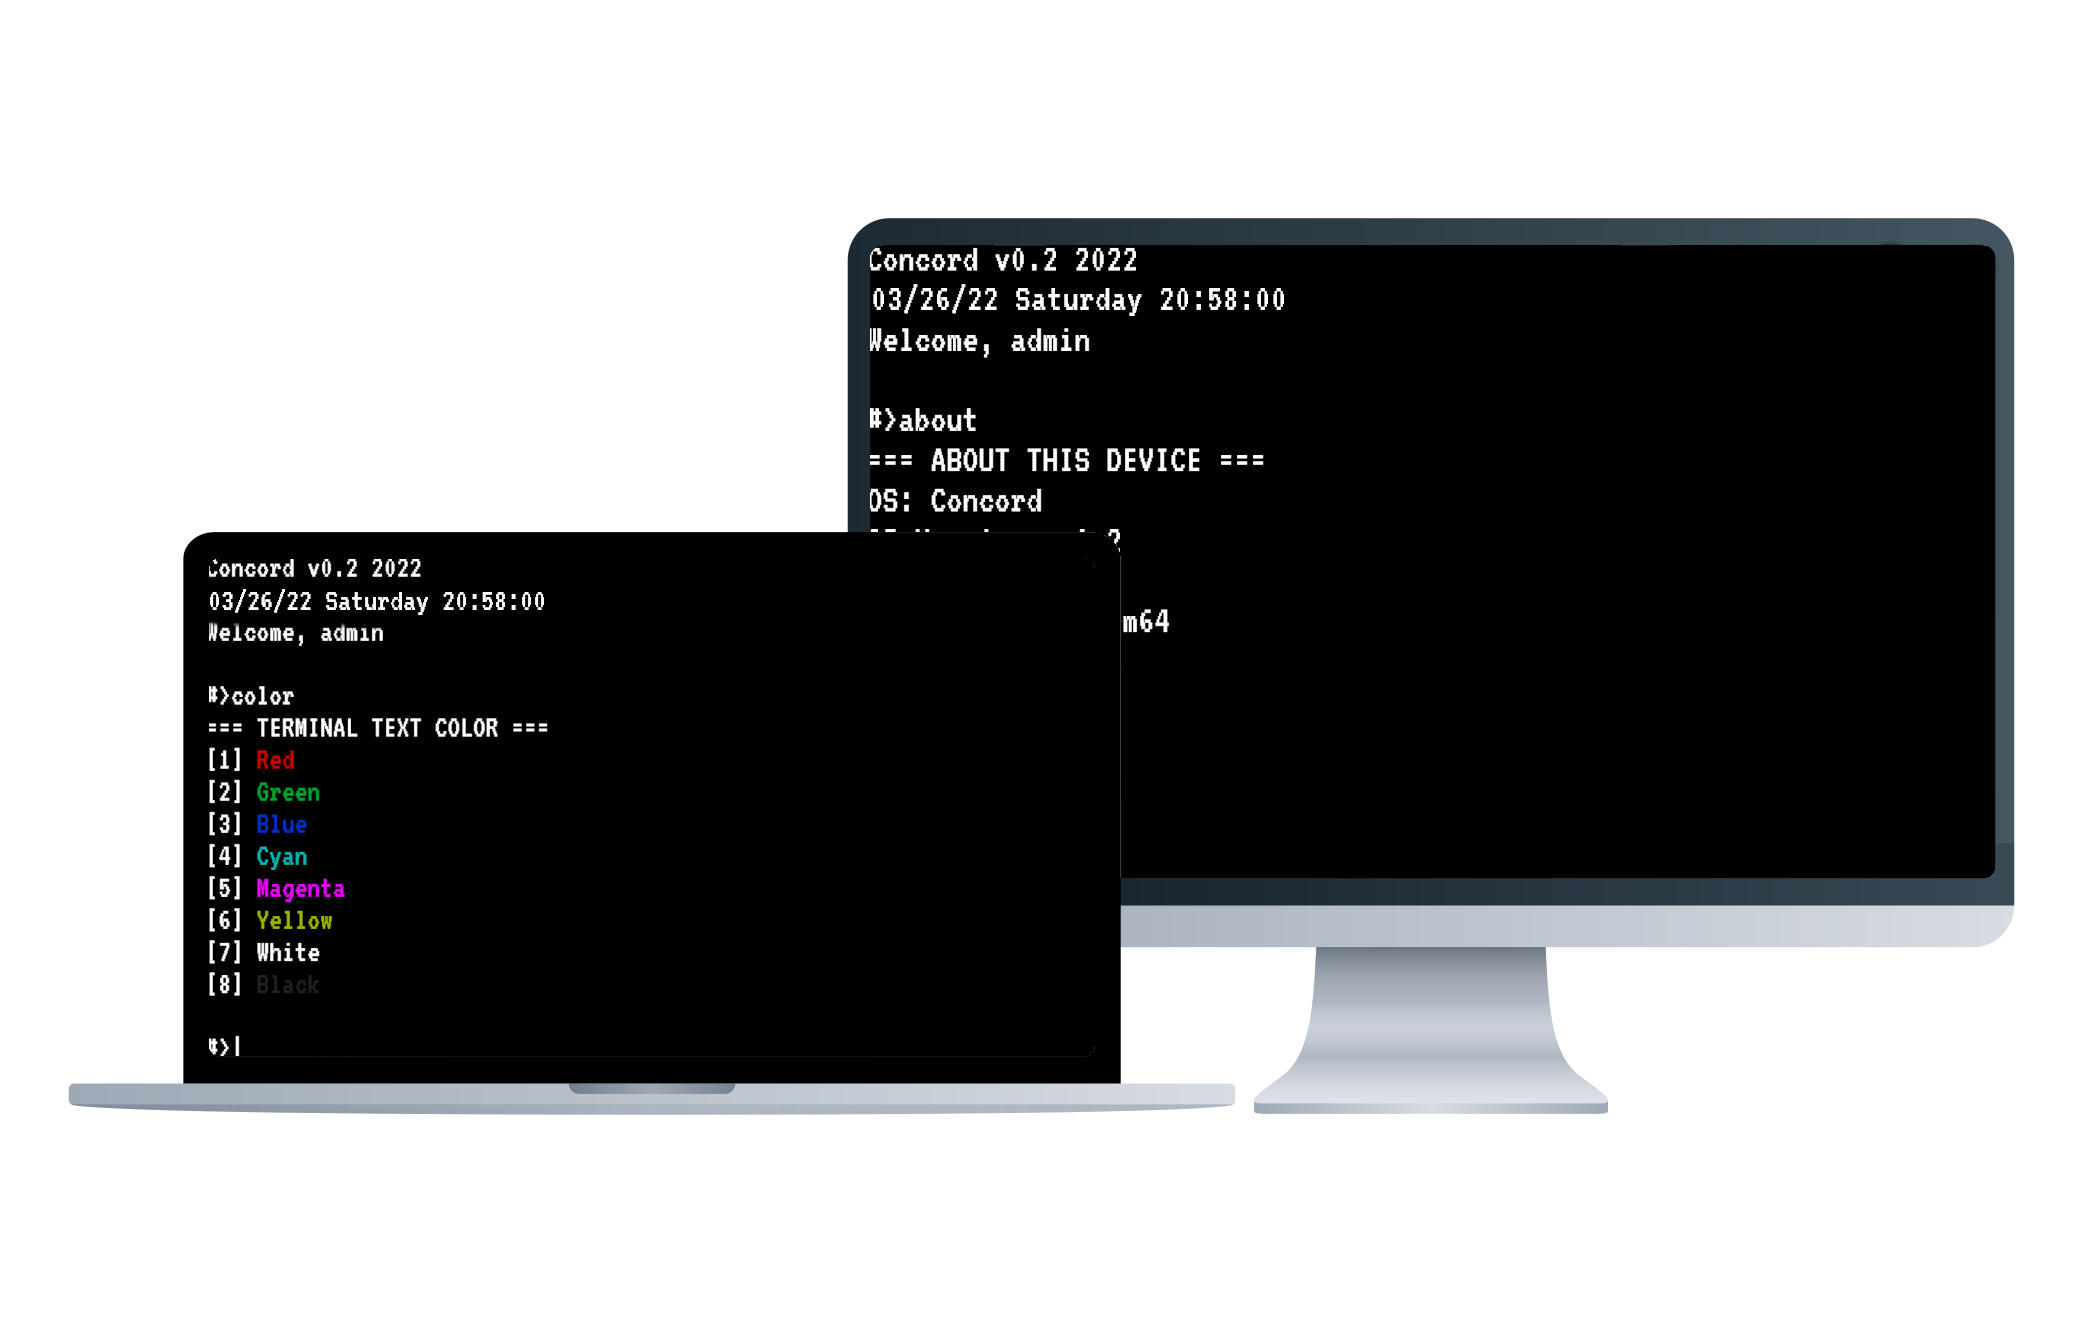 Concord v0.2 2022
03/26/22 Saturday 20:58:00
Welcome, admin
#>about
=== ABOUT THIS DEVICE ===
OS: Concord
m64
Concord v0.2 2022
03/26/22 Saturday 20:58:00
Welcome, admin
#>color
=== TERMINAL TEXT COLOR ===
[1] Red
[2] Green
[3] Blue
[4] Cyan
[5] Magenta
[6] Yellow
[7] White
[8] Black
#>